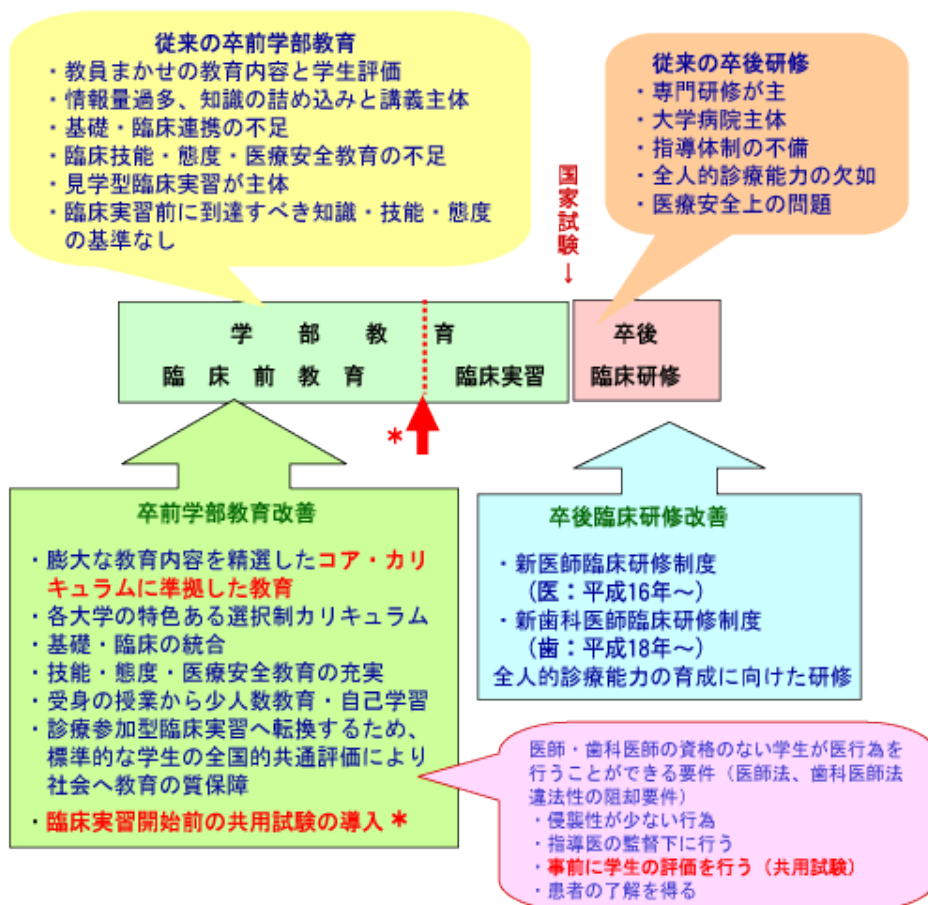 従来の卒前学部教育
・教員まかせの教育内容と学生評価
・情報量過多、知識の詰め込みと講義主体
・基礎・臨床連携の不足
・臨床技能・態度・医療安全教育の不足
・見学型臨床実習が主体
・臨床実習前に到達すべき知識・技能・態度
の基準なし
従来の卒後研修
・専門研修が主
・大学病院主体
・指導体制の不備
・全人的診療能力の欠如
・医療安全上の問題
国家試験↓
学部教育
臨床前教育 臨床実習
卒後
臨床研修
*
卒前学部教育改善
・膨大な教育内容を精選したコア・カリ
キュラムに準拠した教育
・各大学の特色ある選択制カリキュラム
・基礎・臨床の統合
・技能・態度・医療安全教育の充実
・受身の授業から少人数教育・自己学習
・診療参加型臨床実習へ転換するため、
標準的な学生の全国的共通評価により
社会へ教育の質保障
・臨床実習開始前の共用試験の導入 *
卒後臨床研修改善
・新医師臨床研修制度
(医：平成16年～)
・新歯科医師臨床研修制度
(歯：平成18年～)
全人的診療能力の育成に向けた研修
医師・歯科医師の資格のない学生が医行為を
行うことができる要件（医師法、歯科医師法
違法性の阻却要件）
・侵襲性が少ない行為
・指導医の監督下に行う
・事前に学生の評価を行う（共用試験）
・患者の了解を得る